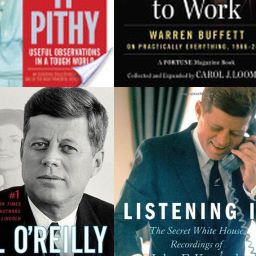 PITHY
USEFUL OBSERVATIONS
IN A TOUGH WORLD
to Work
WARREN BUFFETT
ON PRACTICALLY EVERYTHING, 1966-2
A FORTUNE Magazine Book
Collected and Expanded by CAROL J. LOOM
#1
O'REILLY
LISTENING I
The Secret White House
Recordings of